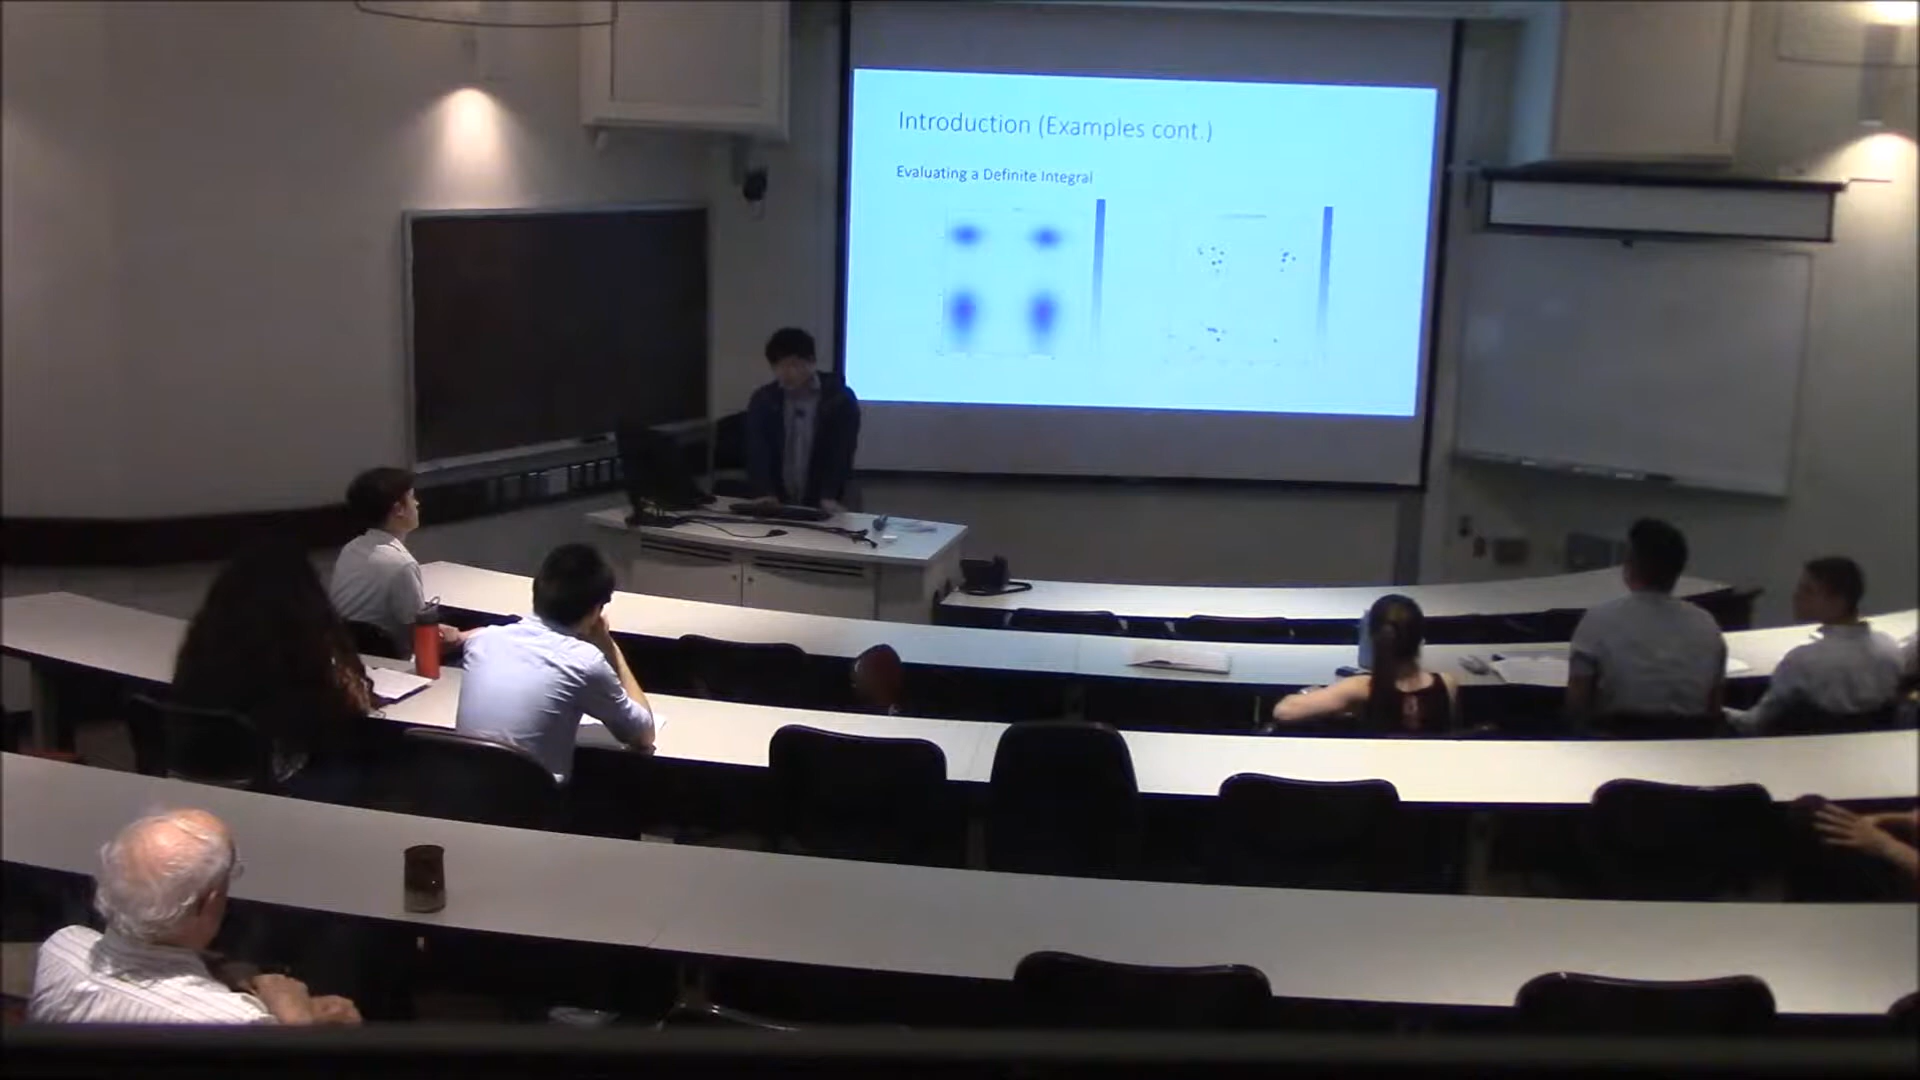 Introduction (Examples cont.)
Evaluating a Definite Integral